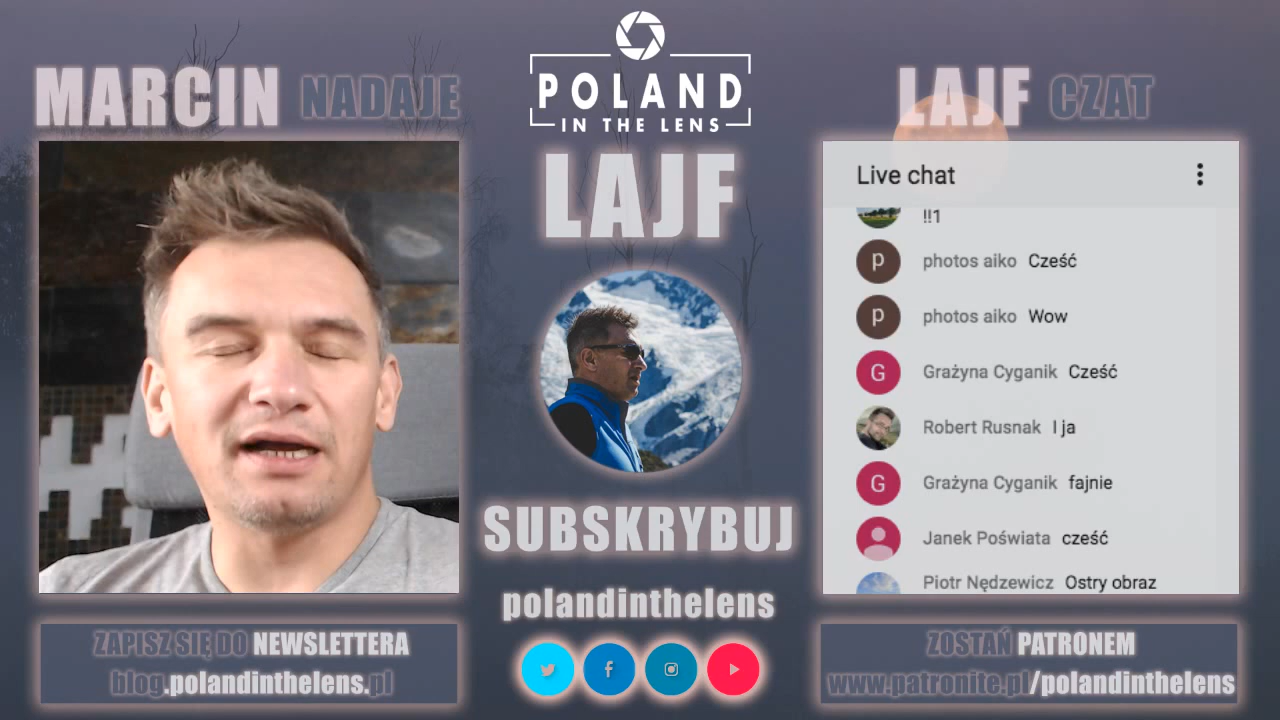 MARCIN NADAJE
POLAND
IN THE LENS
LAJF
SUBSKRYBUJ
polandinthelens
LAJF CZAT
Live chat
!!1
p photos aiko Cześć
p photos aiko Wow
G Grażyna Cyganik Cześć
Robert Rusnak I ja
G Grażyna Cyganik fajnie
Janek Poświata cześć
Piotr Nędzewicz Ostry obraz
ZAPISZ SIĘ DO NEWSLETTERA
blog.polandinthelens.pl
ZOSTAŃ PATRONEM
www.patronite.pl/polandinthelens